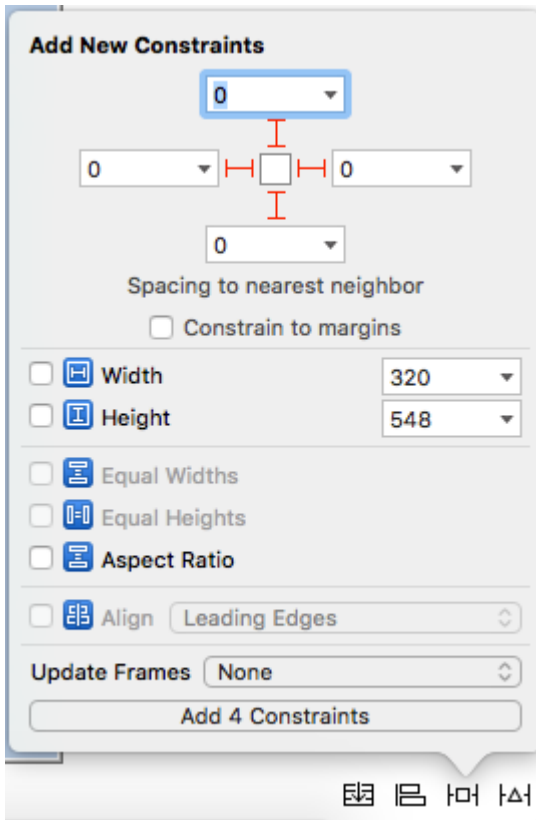 Add New Constraints
0
0 0
0
Spacing to nearest neighbor
Constrain to margins
Width 320
Height 548
Equal Widths
Equal Heights
Aspect Ratio
Align Leading Edges
Update Frames None
Add 4 Constraints